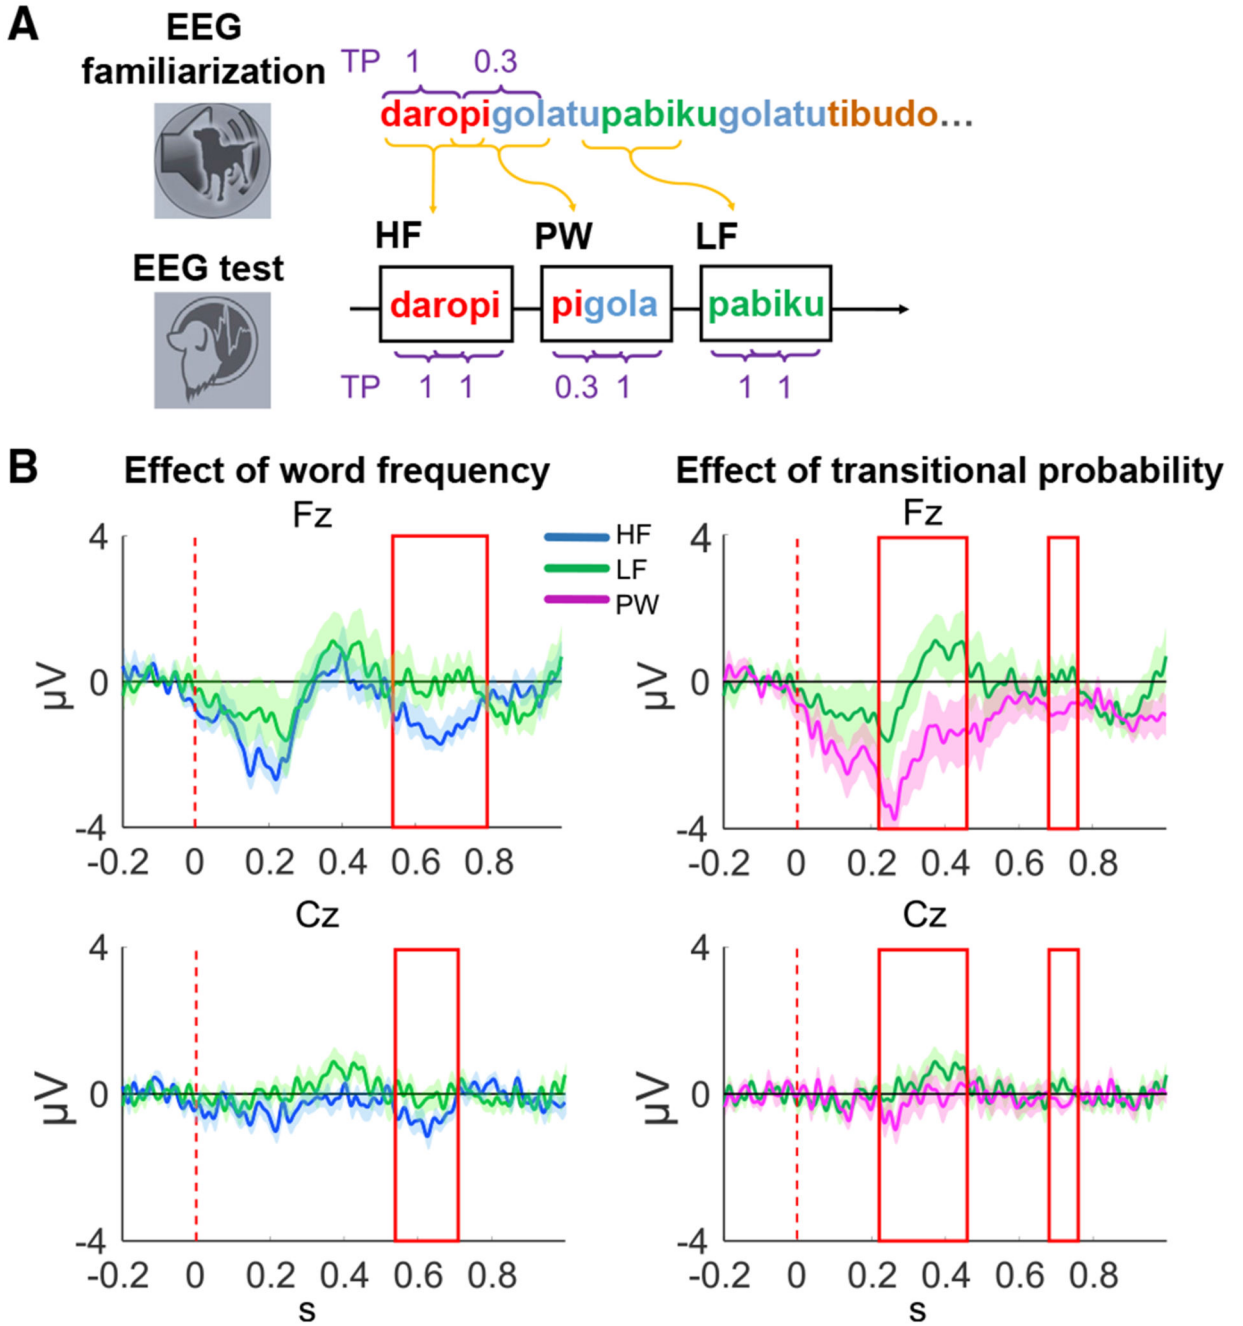 A
EEG
familiarization
TP 1 0.3
daropigolatupabikugolatutibudo...
HF PW LF
EEG test
daropi pigola pabiku
TP 1 1 0.3 1 1 1
B
Effect of word frequency
Effect of transitional probability
Fz
Fz
HF
LF
PW
4
0
-4
µV
-0.2 0 0.2 0.4 0.6 0.8
4
0
-4
µV
-0.2 0 0.2 0.4 0.6 0.8
Cz
Cz
4
0
-4
µV
-0.2 0 0.2 0.4 0.6 0.8
s
4
0
-4
µV
-0.2 0 0.2 0.4 0.6 0.8
s